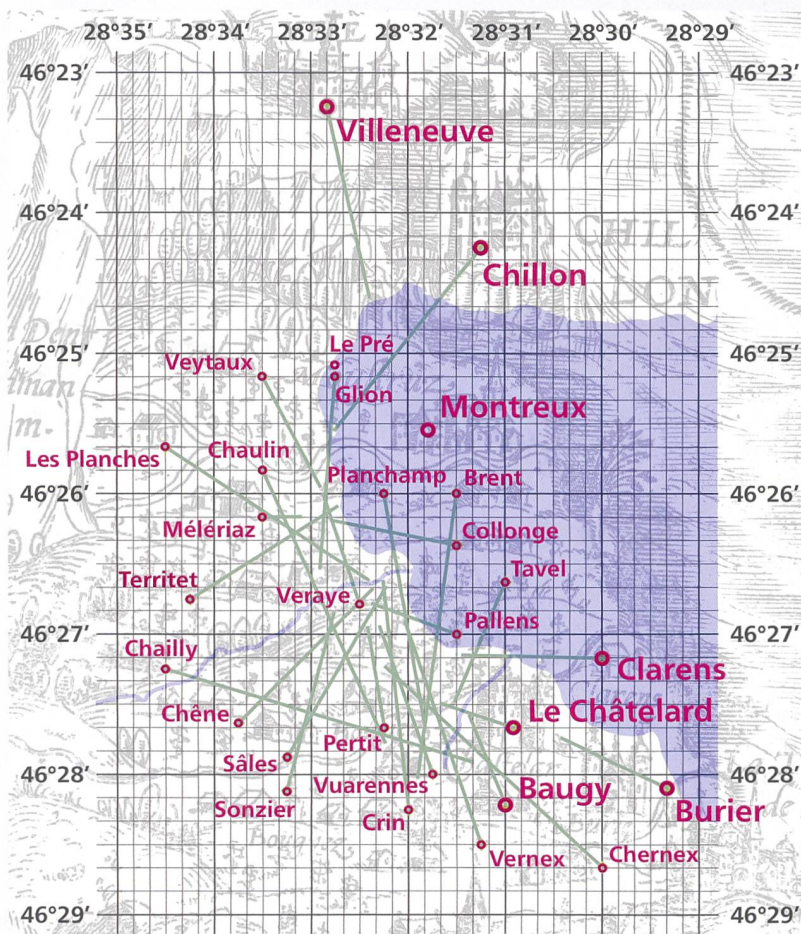 28°35′ 28°34′ 28°33′ 28°32′ 28°31′ 28°30′ 28°29′
46°23′ 46°23′
Villeneuve
46°24′ 46°24′
CHIL
Chillon
LON
Le Pré
46°25′ 46°25′
Veytaux
Glion
Montreux
Chaulin
Les Planches
Planchamp Brent
46°26′ 46°26′
Mélériaz
Collonge
Tavel
Territet
Veraye
Pallens
46°27′ 46°27′
Chailly
Clarens
Chêne
Le Châtelard
Pertit
Sâles
46°28′ 46°28′
Vuarennes
Baugy
Sonzier
Burier
Crin
Vernex
Chernex
46°29′ 46°29′